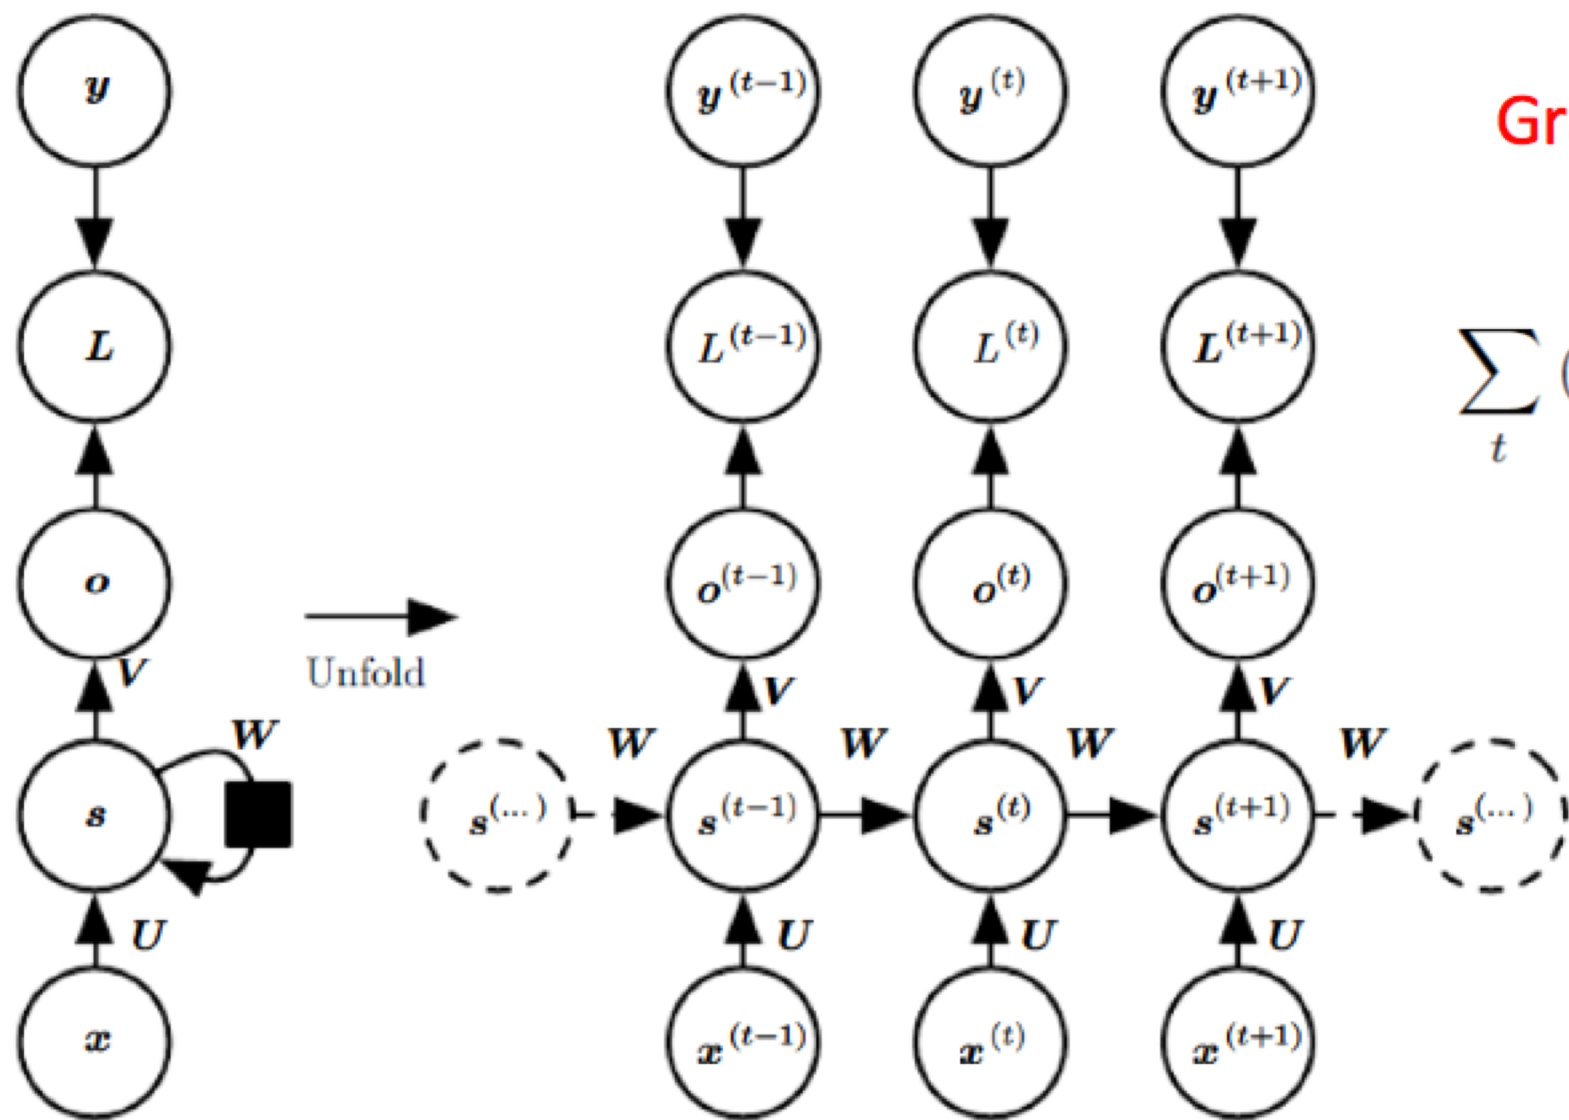 y y^(t−1) y^(t) y^(t+1)
Gr
L L^(t−1) L^(t) L^(t+1)
∑ (
t
o o^(t−1) o^(t) o^(t+1)
Unfold
V V V V
W W W W W
s s^(...) s^(t−1) s^(t) s^(t+1) s^(...)
U U U U
x x^(t−1) x^(t) x^(t+1)